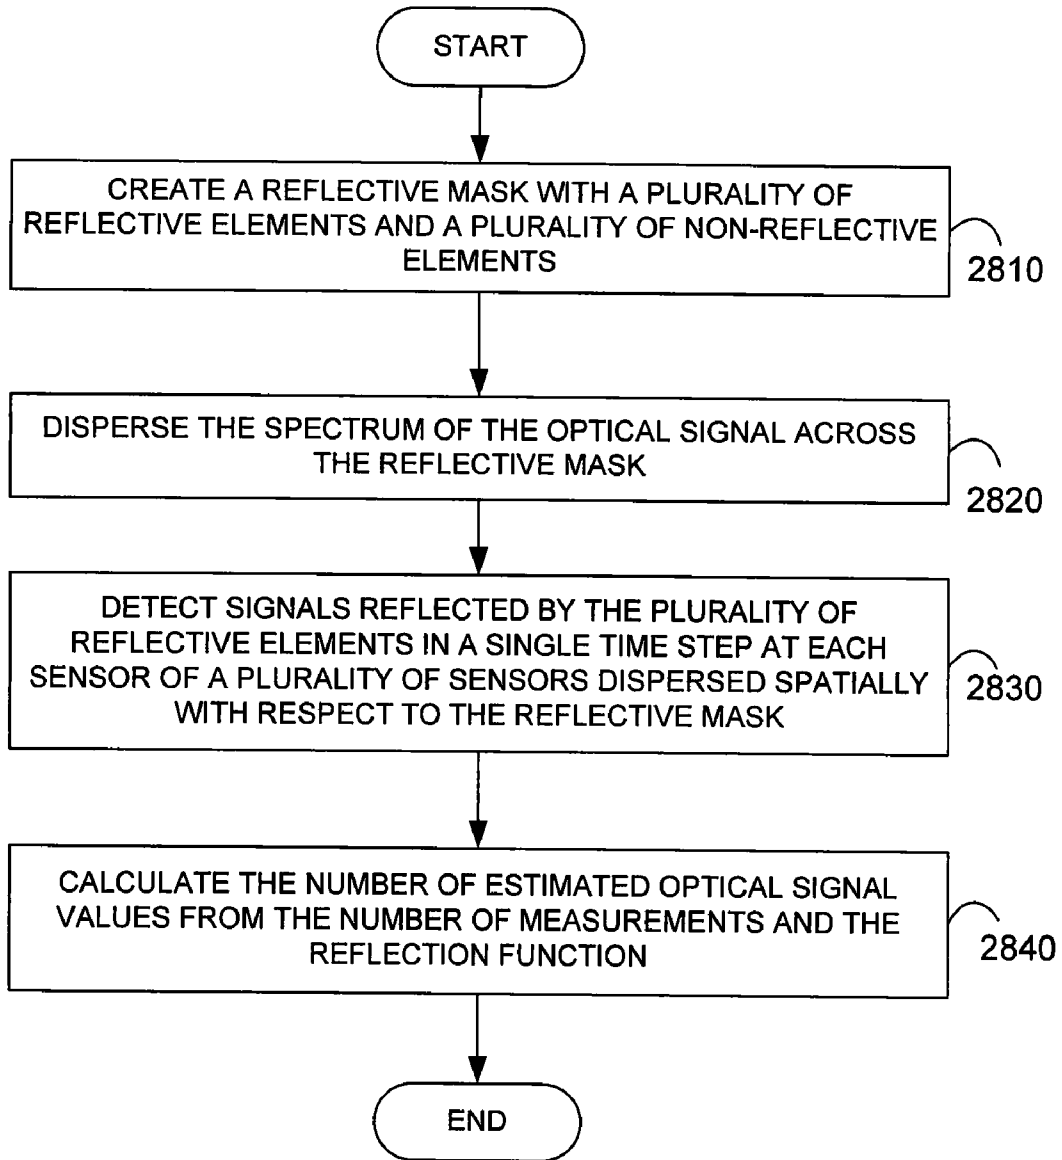 START
CREATE A REFLECTIVE MASK WITH A PLURALITY OF
REFLECTIVE ELEMENTS AND A PLURALITY OF NON-REFLECTIVE
ELEMENTS
2810
DISPERSE THE SPECTRUM OF THE OPTICAL SIGNAL ACROSS
THE REFLECTIVE MASK
2820
DETECT SIGNALS REFLECTED BY THE PLURALITY OF
REFLECTIVE ELEMENTS IN A SINGLE TIME STEP AT EACH
SENSOR OF A PLURALITY OF SENSORS DISPERSED SPATIALLY
WITH RESPECT TO THE REFLECTIVE MASK
2830
CALCULATE THE NUMBER OF ESTIMATED OPTICAL SIGNAL
VALUES FROM THE NUMBER OF MEASUREMENTS AND THE
REFLECTION FUNCTION
2840
END